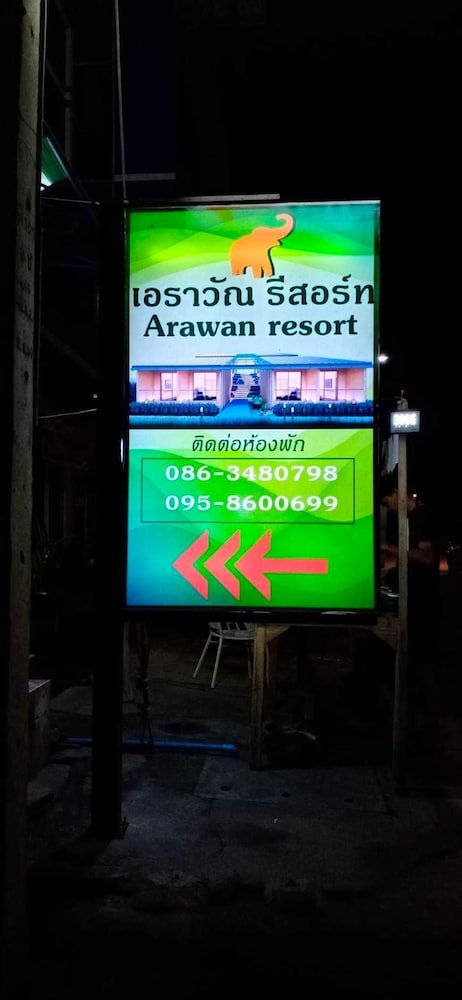 เอราวัณ รีสอร์ท
Arawan resort
ติดต่อห้องพัก
086-3480798
095-8600699